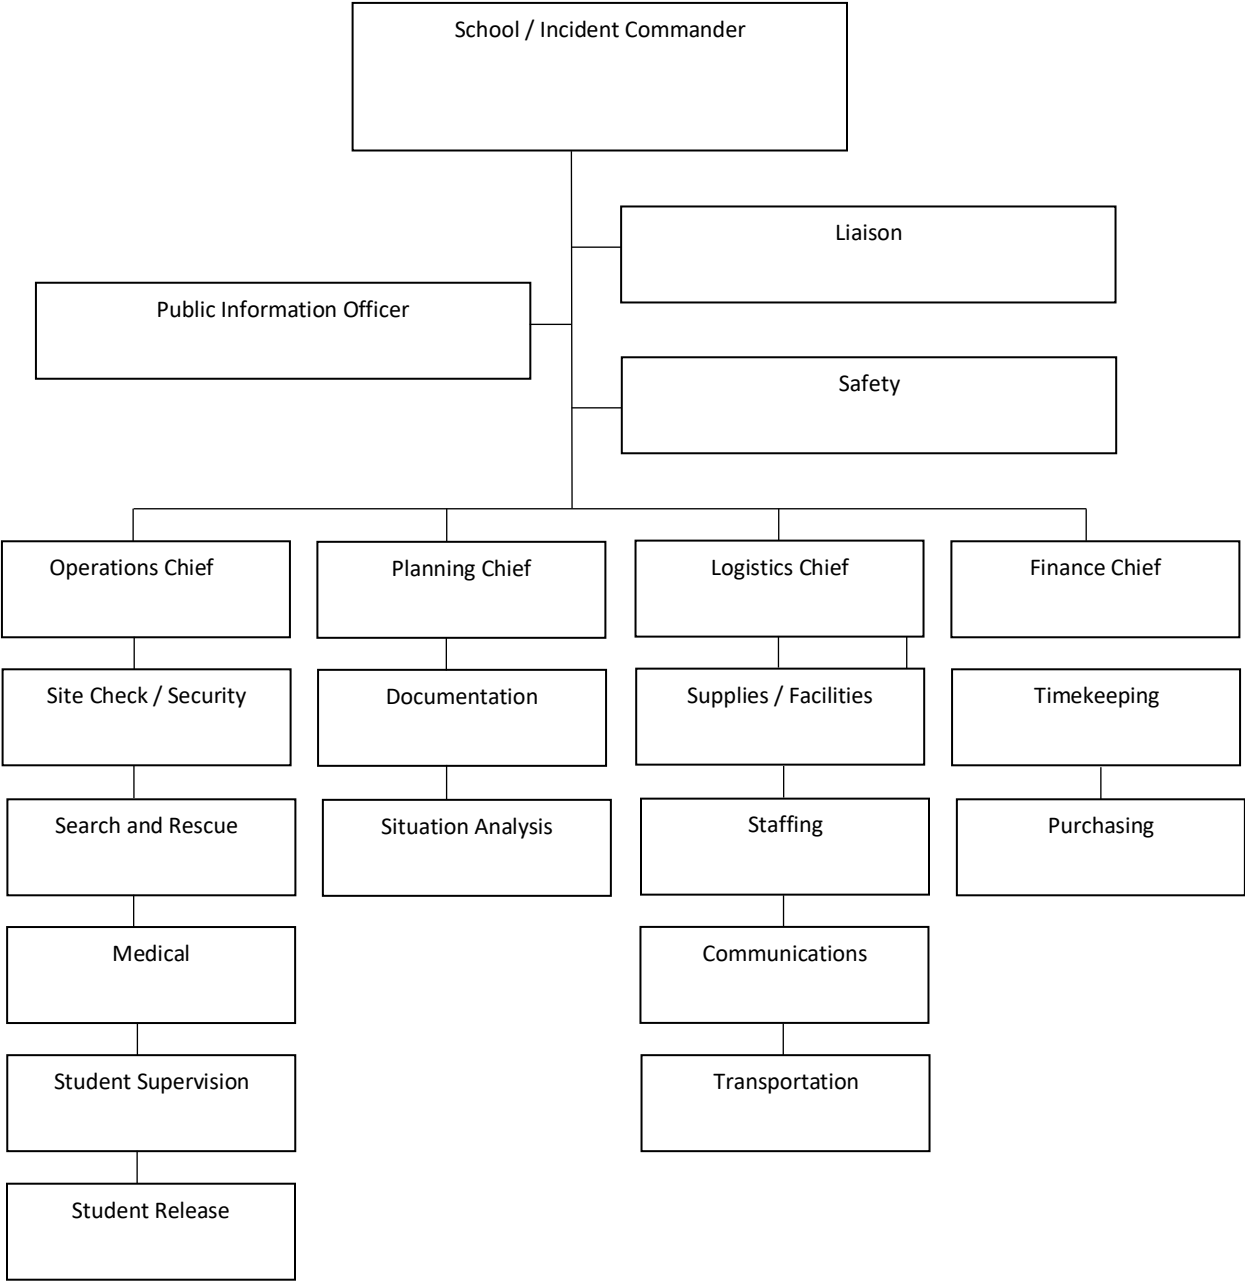 School / Incident Commander
Liaison
Public Information Officer
Safety
Operations Chief
Planning Chief
Logistics Chief
Finance Chief
Site Check / Security
Documentation
Supplies / Facilities
Timekeeping
Search and Rescue
Situation Analysis
Staffing
Purchasing
Medical
Communications
Student Supervision
Transportation
Student Release